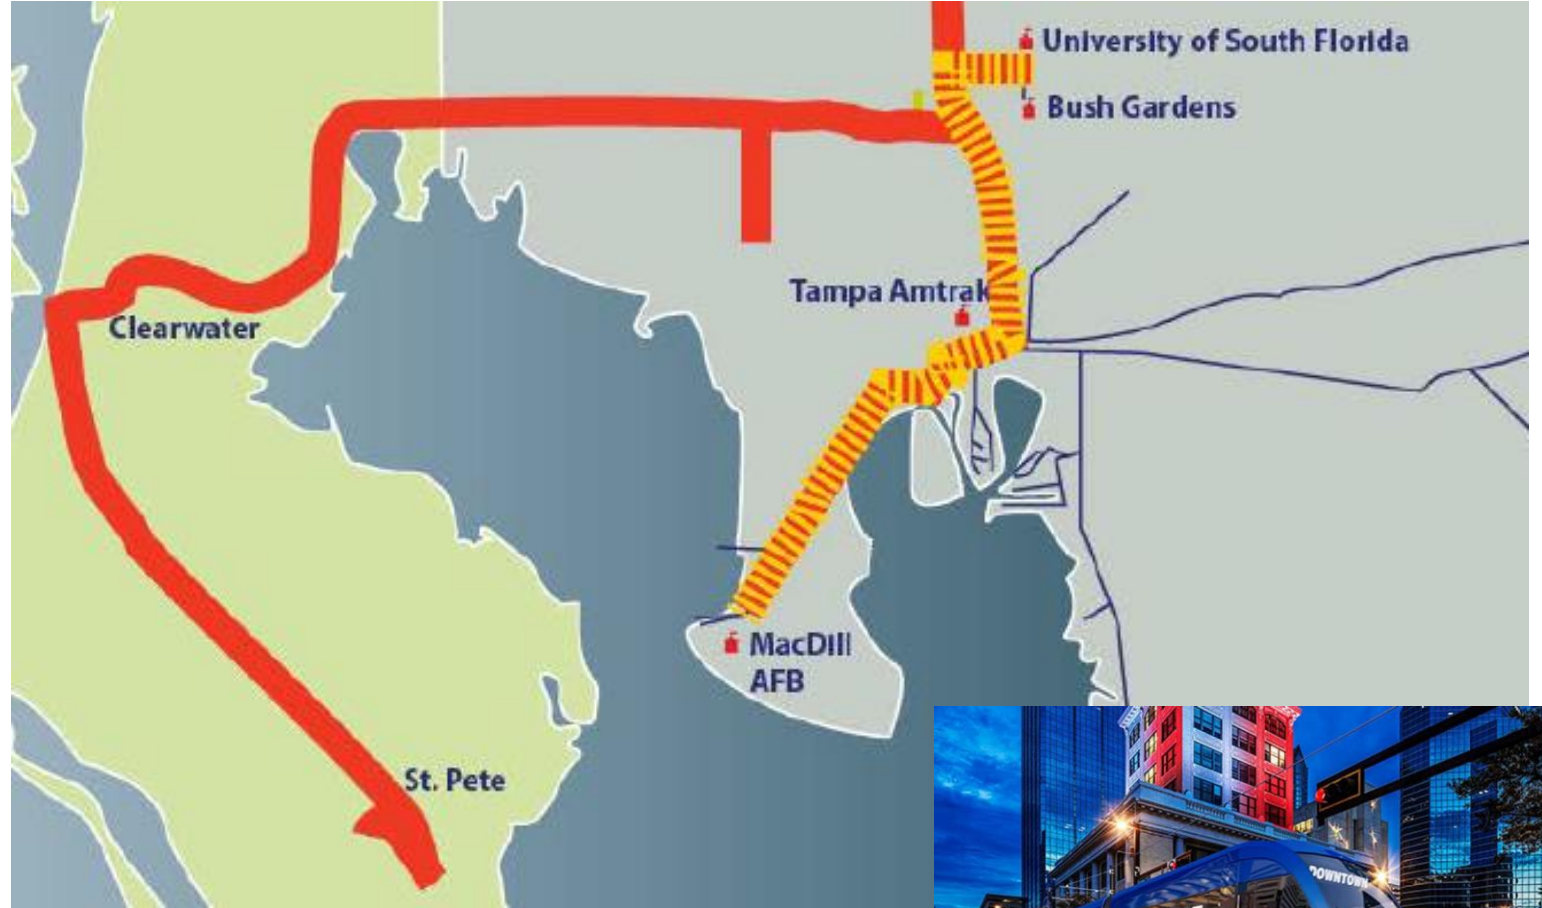 University of South Florida
Bush Gardens
Tampa Amtrak
Clearwater
MacDill
AFB
St. Pete
DOWNTOWN